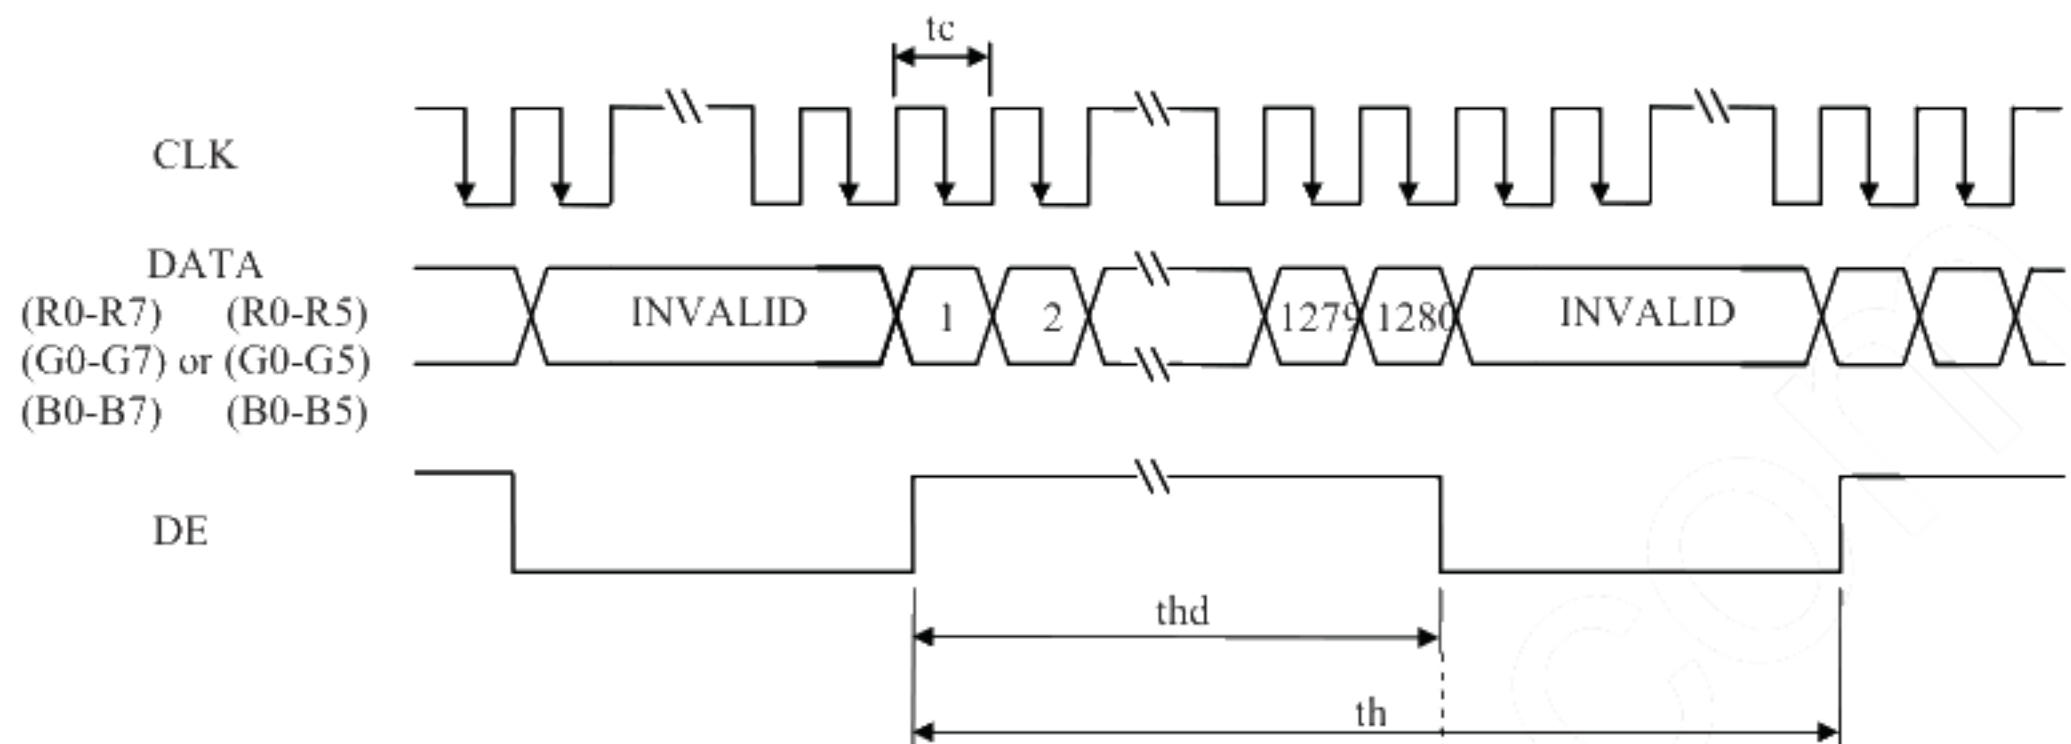 tc
CLK
DATA
(R0-R7) (R0-R5)
(G0-G7) or (G0-G5)
(B0-B7) (B0-B5)
INVALID 1 2 1279 1280 INVALID
DE
thd
th